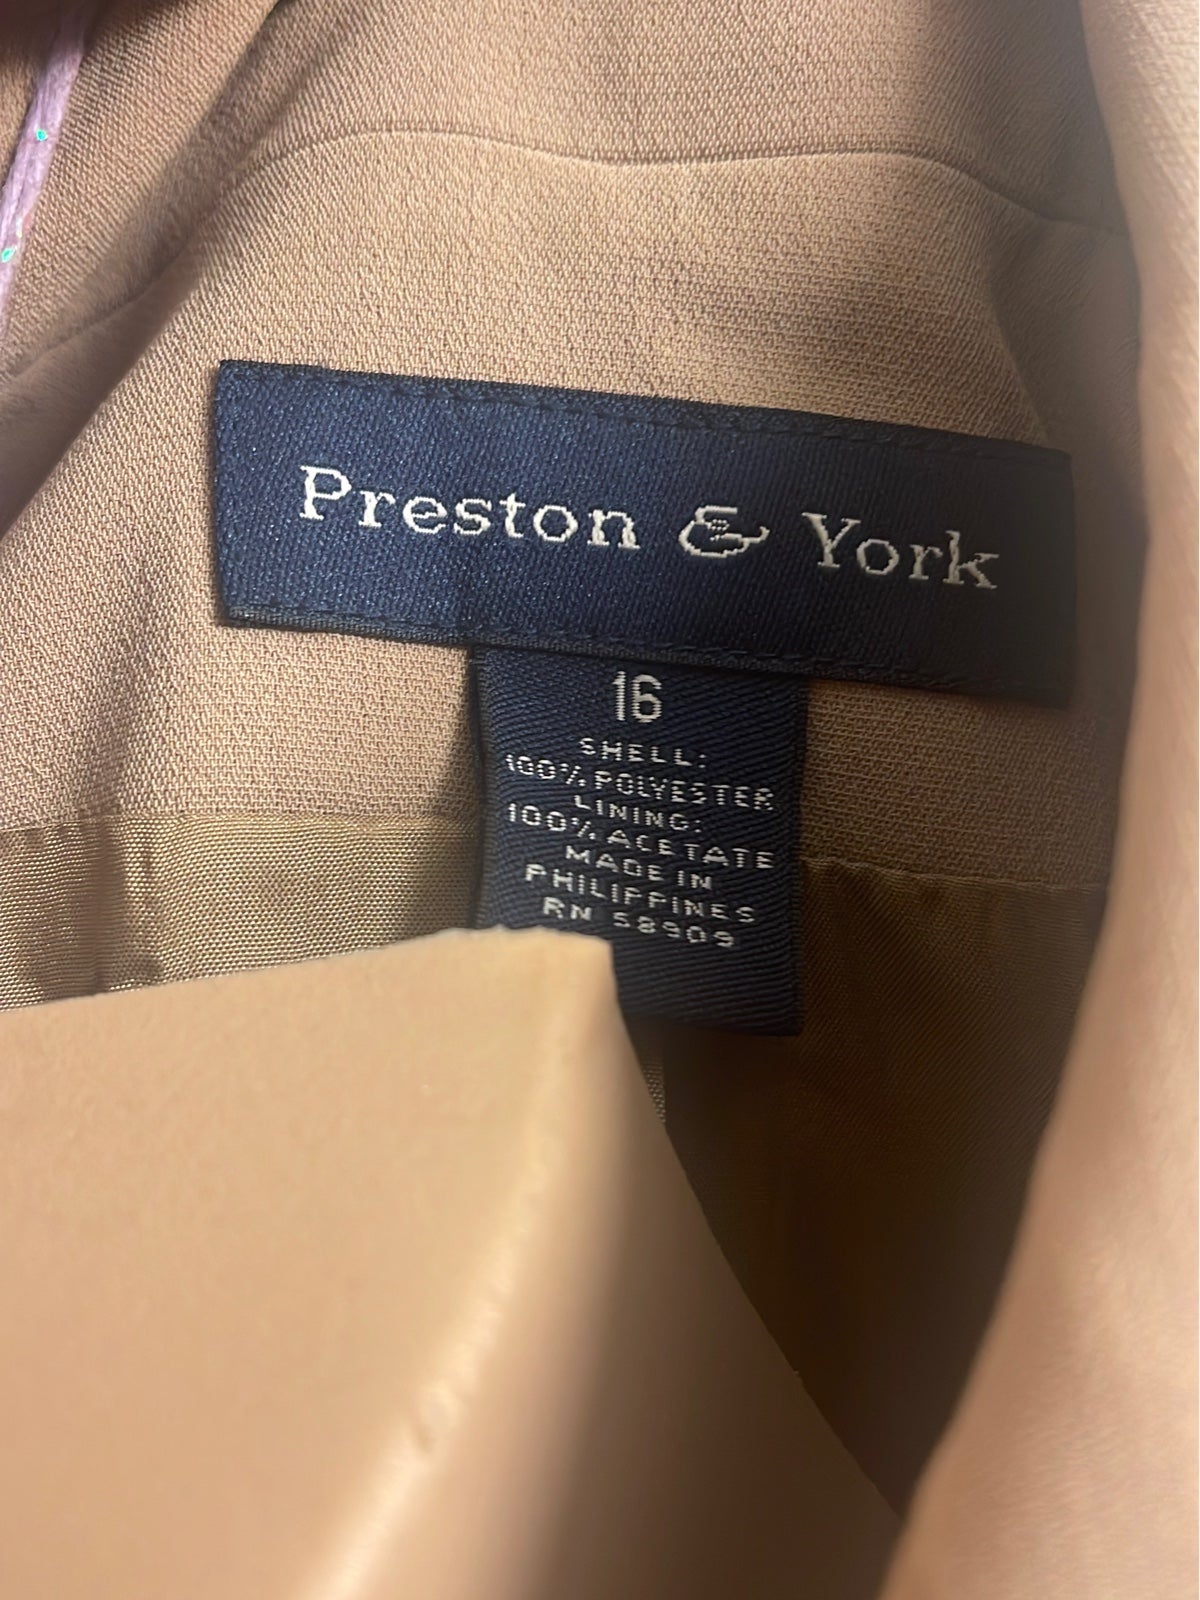 Preston & York
16
SHELL:
100% POLYESTER
LINING:
100% ACETATE
MADE IN
PHILIPPINES
RN 58909